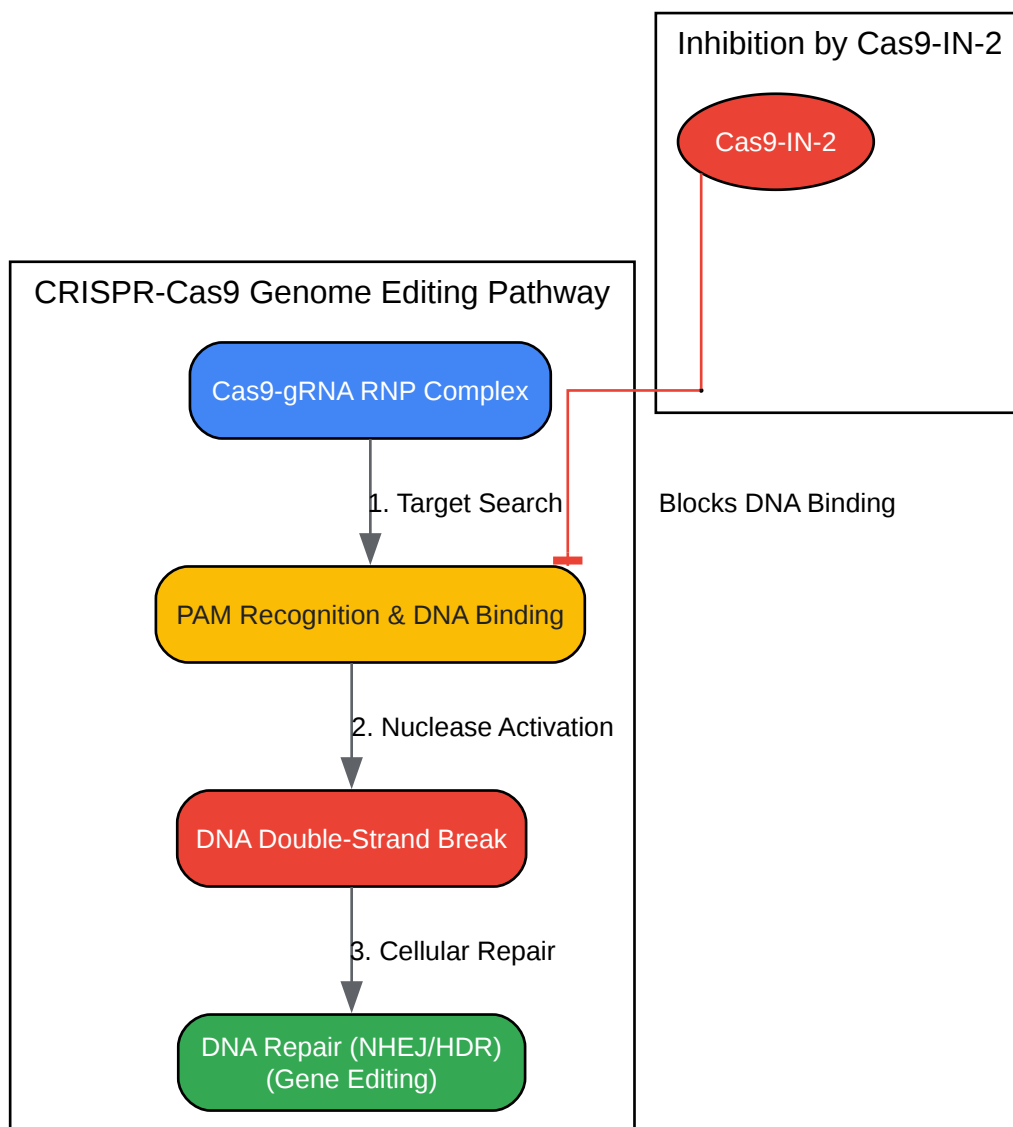 Inhibition by Cas9-IN-2
Cas9-IN-2
CRISPR-Cas9 Genome Editing Pathway
Cas9-gRNA RNP Complex
1. Target Search
Blocks DNA Binding
PAM Recognition & DNA Binding
2. Nuclease Activation
DNA Double-Strand Break
3. Cellular Repair
DNA Repair (NHEJ/HDR)
(Gene Editing)